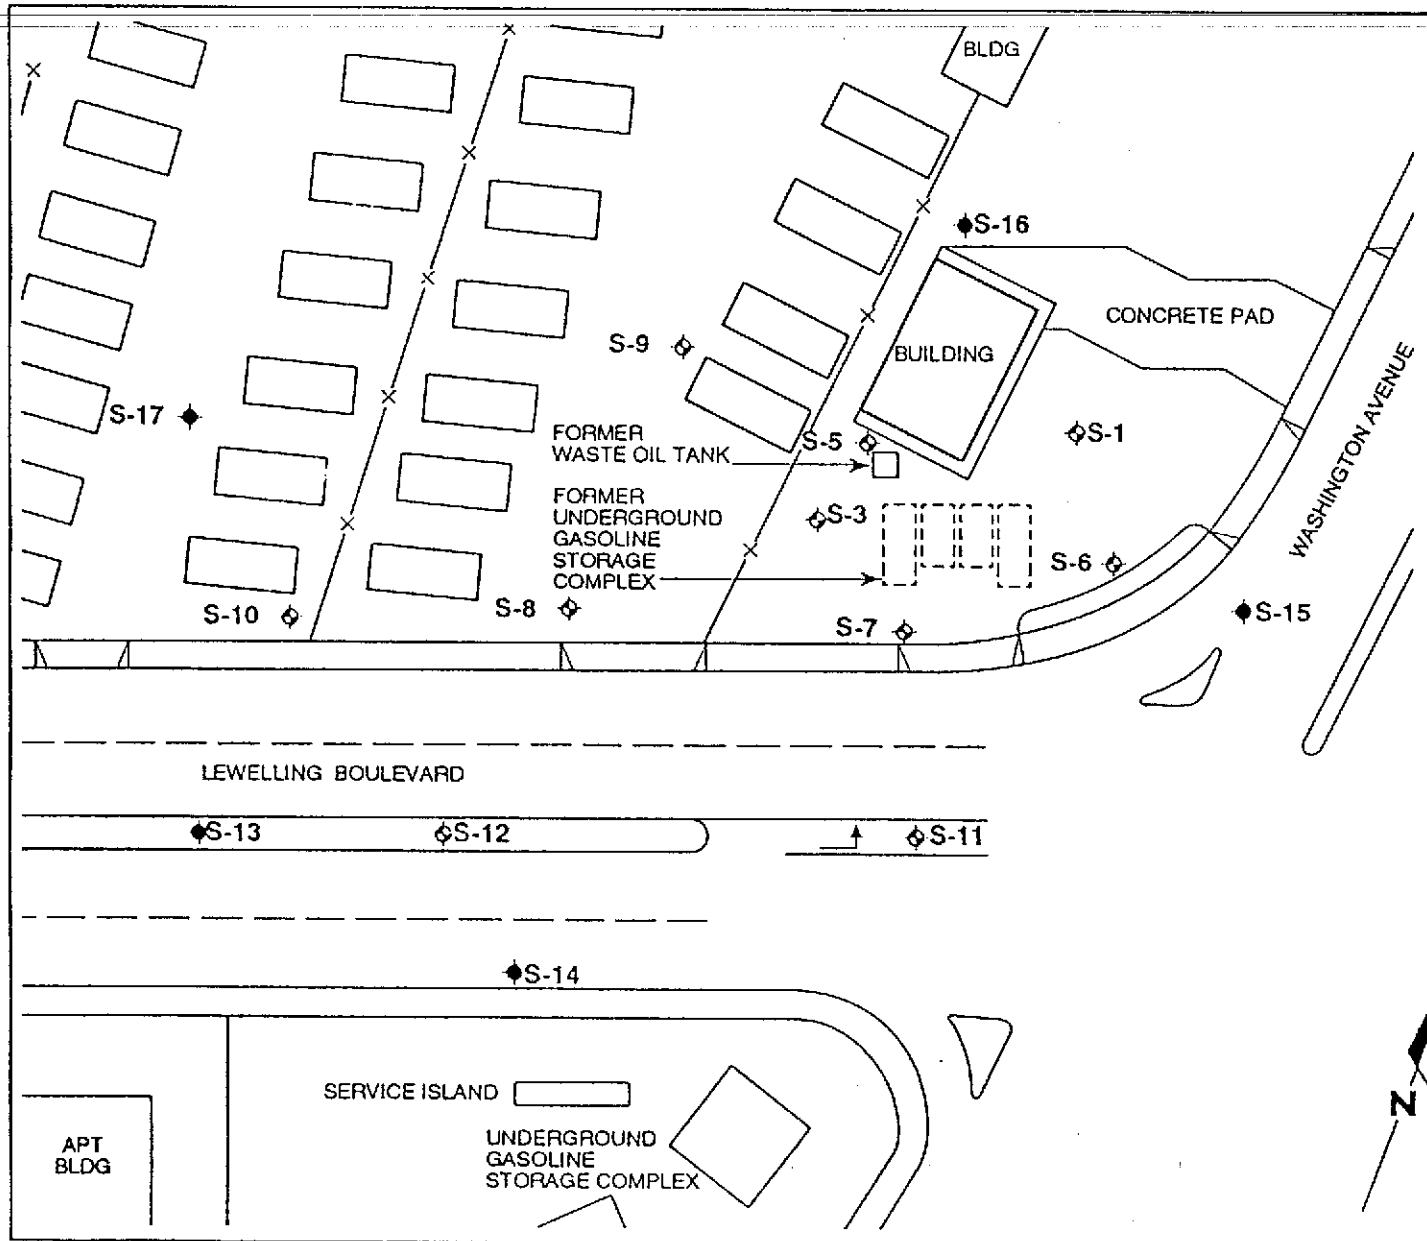 BLDG
S-16
CONCRETE PAD
S-9
BUILDING
WASHINGTON AVENUE
S-17
FORMER
WASTE OIL TANK
S-5
S-1
FORMER
UNDERGROUND
GASOLINE
STORAGE
COMPLEX
S-3
S-6
S-10
S-8
S-7
S-15
LEWELLING BOULEVARD
S-13
S-12
S-11
S-14
SERVICE ISLAND
UNDERGROUND
GASOLINE
STORAGE COMPLEX
APT
BLDG
N